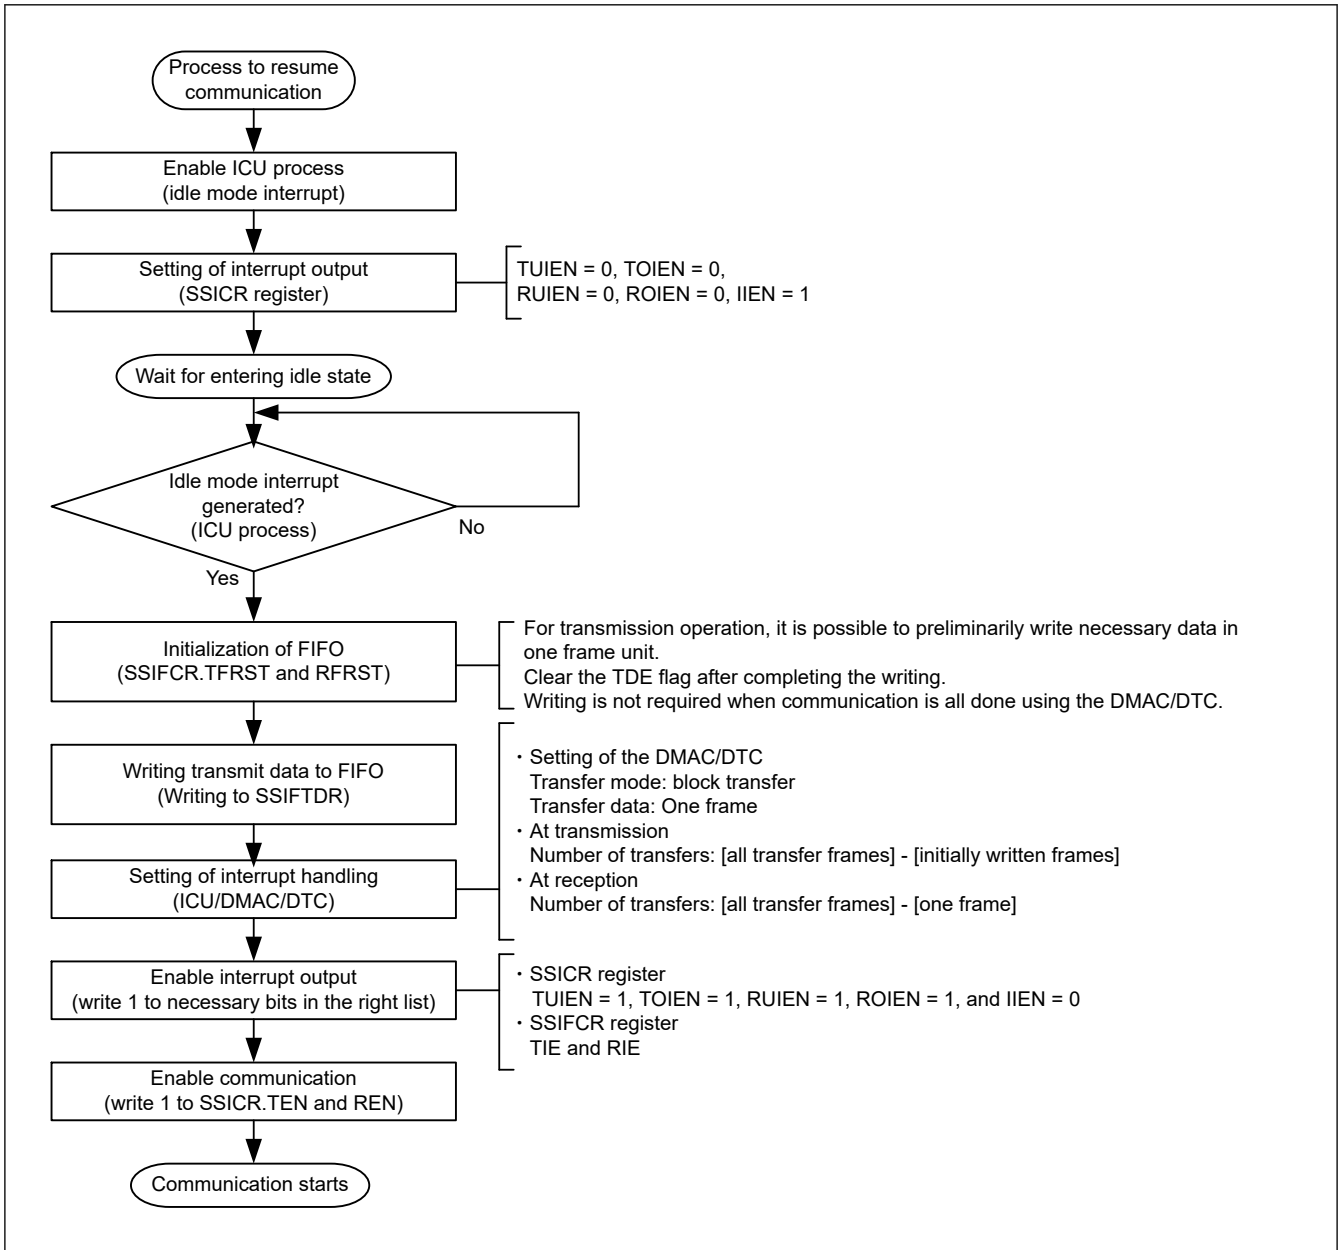 Process to resume
communication
Enable ICU process
(idle mode interrupt)
Setting of interrupt output
(SSICR register)
TUIEN = 0, TOIEN = 0,
RUIEN = 0, ROIEN = 0, IIEN = 1
Wait for entering idle state
Idle mode interrupt
generated?
(ICU process)
No
Yes
Initialization of FIFO
(SSIFCR.TFRST and RFRST)
For transmission operation, it is possible to preliminarily write necessary data in
one frame unit.
Clear the TDE flag after completing the writing.
Writing is not required when communication is all done using the DMAC/DTC.
Writing transmit data to FIFO
(Writing to SSIFTDR)
Setting of interrupt handling
(ICU/DMAC/DTC)
・Setting of the DMAC/DTC
Transfer mode: block transfer
Transfer data: One frame
・At transmission
Number of transfers: [all transfer frames] - [initially written frames]
・At reception
Number of transfers: [all transfer frames] - [one frame]
Enable interrupt output
(write 1 to necessary bits in the right list)
・SSICR register
TUIEN = 1, TOIEN = 1, RUIEN = 1, ROIEN = 1, and IIEN = 0
・SSIFCR register
TIE and RIE
Enable communication
(write 1 to SSICR.TEN and REN)
Communication starts